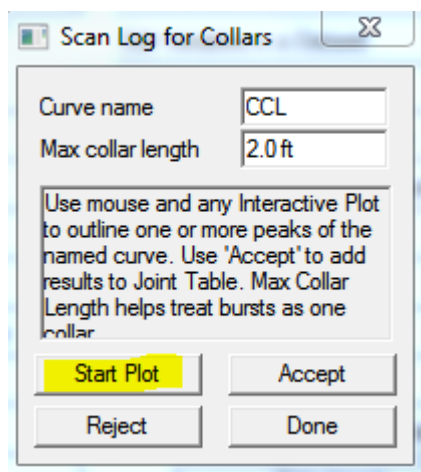 Scan Log for Collars
Curve name CCL
Max collar length 2.0 ft
Use mouse and any Interactive Plot
to outline one or more peaks of the
named curve. Use 'Accept' to add
results to Joint Table. Max Collar
Length helps treat bursts as one
collar
Start Plot Accept
Reject Done